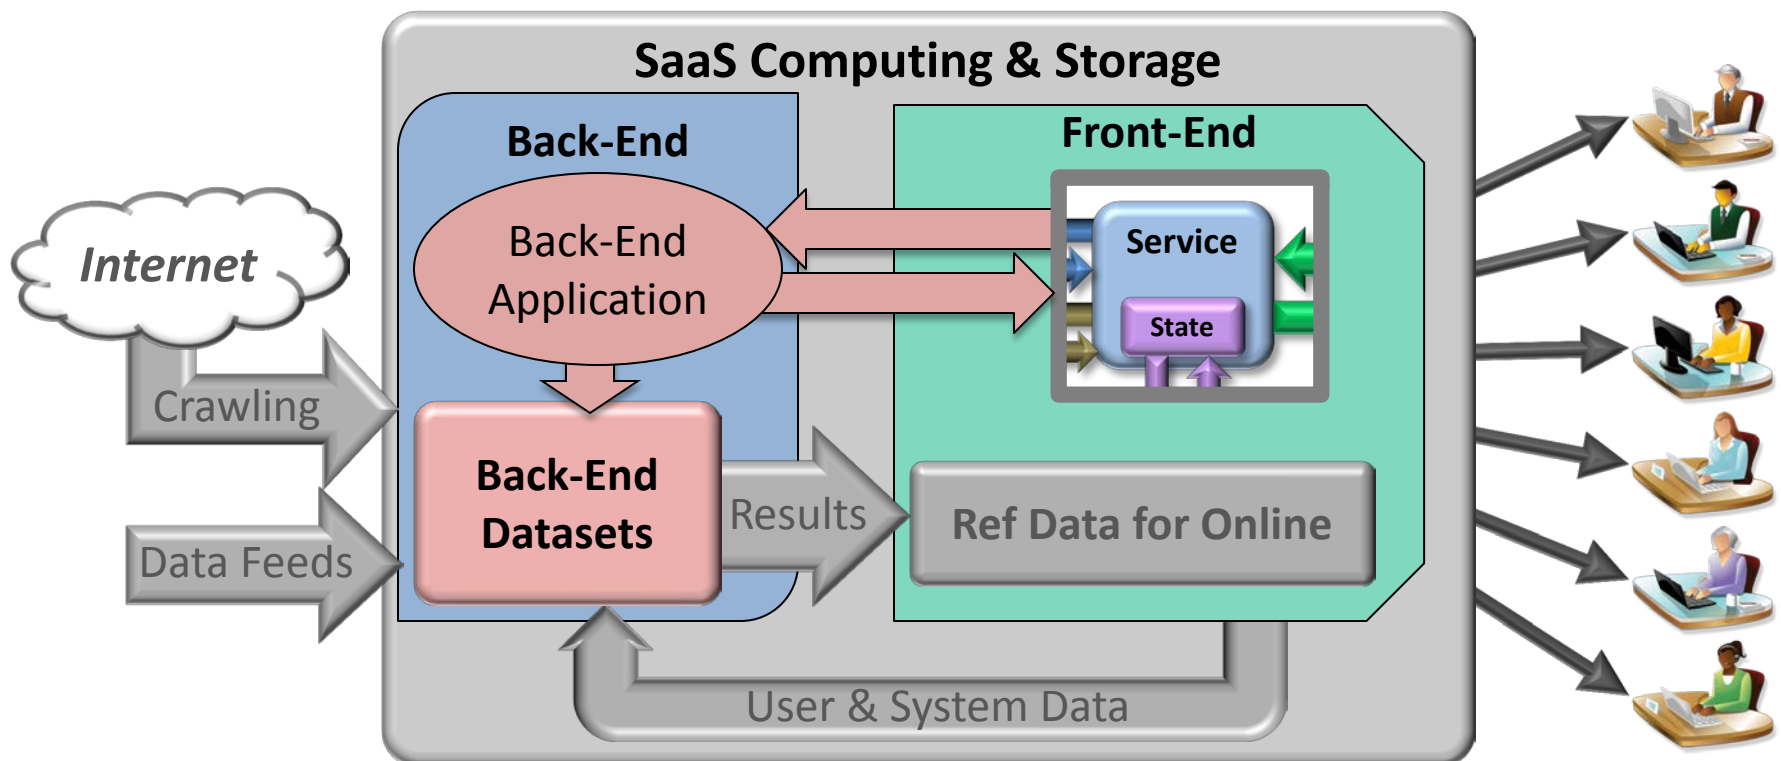 SaaS Computing & Storage
Back-End
Front-End
Internet
Back-End
Application
Service
State
Crawling
Back-End
Datasets
Results
Ref Data for Online
Data Feeds
User & System Data